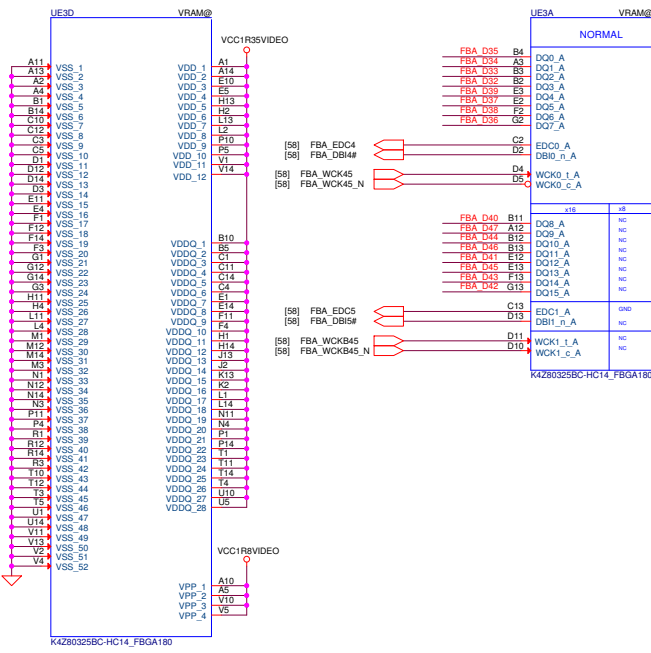 UE3D VRAM@
VCC1R35VIDEO
A11 VSS_1
A13 VSS_2
A2 VSS_3
A4 VSS_4
B1 VSS_5
B14 VSS_6
C10 VSS_7
C12 VSS_8
C3 VSS_9
C5 VSS_10
D1 VSS_11
D12 VSS_12
D14 VSS_13
D3 VSS_14
E11 VSS_15
E4 VSS_16
F1 VSS_17
F12 VSS_18
F14 VSS_19
F3 VSS_20
G1 VSS_21
G12 VSS_22
G14 VSS_23
G3 VSS_24
H11 VSS_25
H4 VSS_26
L11 VSS_27
L4 VSS_28
M1 VSS_29
M12 VSS_30
M14 VSS_31
M3 VSS_32
N1 VSS_33
N12 VSS_34
N14 VSS_35
N3 VSS_36
P11 VSS_37
P4 VSS_38
R1 VSS_39
R12 VSS_40
R14 VSS_41
R3 VSS_42
T10 VSS_43
T12 VSS_44
T3 VSS_45
T5 VSS_46
U1 VSS_47
U14 VSS_48
V11 VSS_49
V13 VSS_50
V2 VSS_51
V4 VSS_52
VDD_1 A1
VDD_2 A14
VDD_3 E10
VDD_4 E5
VDD_5 H13
VDD_6 H2
VDD_7 L13
VDD_8 L2
VDD_9 P10
VDD_10 P5
VDD_11 V1
VDD_12 V14
VDDQ_1 B10
VDDQ_2 B5
VDDQ_3 C1
VDDQ_4 C11
VDDQ_5 C14
VDDQ_6 C4
VDDQ_7 E1
VDDQ_8 E14
VDDQ_9 F11
VDDQ_10 F4
VDDQ_11 H1
VDDQ_12 H14
VDDQ_13 J13
VDDQ_14 J2
VDDQ_15 K13
VDDQ_16 K2
VDDQ_17 L1
VDDQ_18 L14
VDDQ_19 N11
VDDQ_20 N4
VDDQ_21 P1
VDDQ_22 P14
VDDQ_23 T1
VDDQ_24 T11
VDDQ_25 T14
VDDQ_26 T4
VDDQ_27 U10
VDDQ_28 U5
VCC1R8VIDEO
VPP_1 A10
VPP_2 A5
VPP_3 V10
VPP_4 V5
K4Z80325BC-HC14_FBGA180
UE3A VRAM@
NORMAL
FBA_D35 B4 DQ0_A
FBA_D34 A3 DQ1_A
FBA_D33 B3 DQ2_A
FBA_D32 B2 DQ3_A
FBA_D39 E3 DQ4_A
FBA_D37 E2 DQ5_A
FBA_D38 F2 DQ6_A
FBA_D36 G2 DQ7_A
[58] FBA_EDC4 C2 EDC0_A
[58] FBA_DBI4# D2 DBI0_n_A
[58] FBA_WCK45 D4 WCK0_t_A
[58] FBA_WCK45_N D5 WCK0_c_A
x16 x8
FBA_D40 B11 DQ8_A NC
FBA_D47 A12 DQ9_A NC
FBA_D44 B12 DQ10_A NC
FBA_D46 B13 DQ11_A NC
FBA_D41 E12 DQ12_A NC
FBA_D45 E13 DQ13_A NC
FBA_D43 F13 DQ14_A NC
FBA_D42 G13 DQ15_A NC
[58] FBA_EDC5 C13 EDC1_A GND
[58] FBA_DBI5# D13 DBI1_n_A NC
[58] FBA_WCKB45 D11 WCK1_t_A NC
[58] FBA_WCKB45_N D10 WCK1_c_A NC
K4Z80325BC-HC14_FBGA180